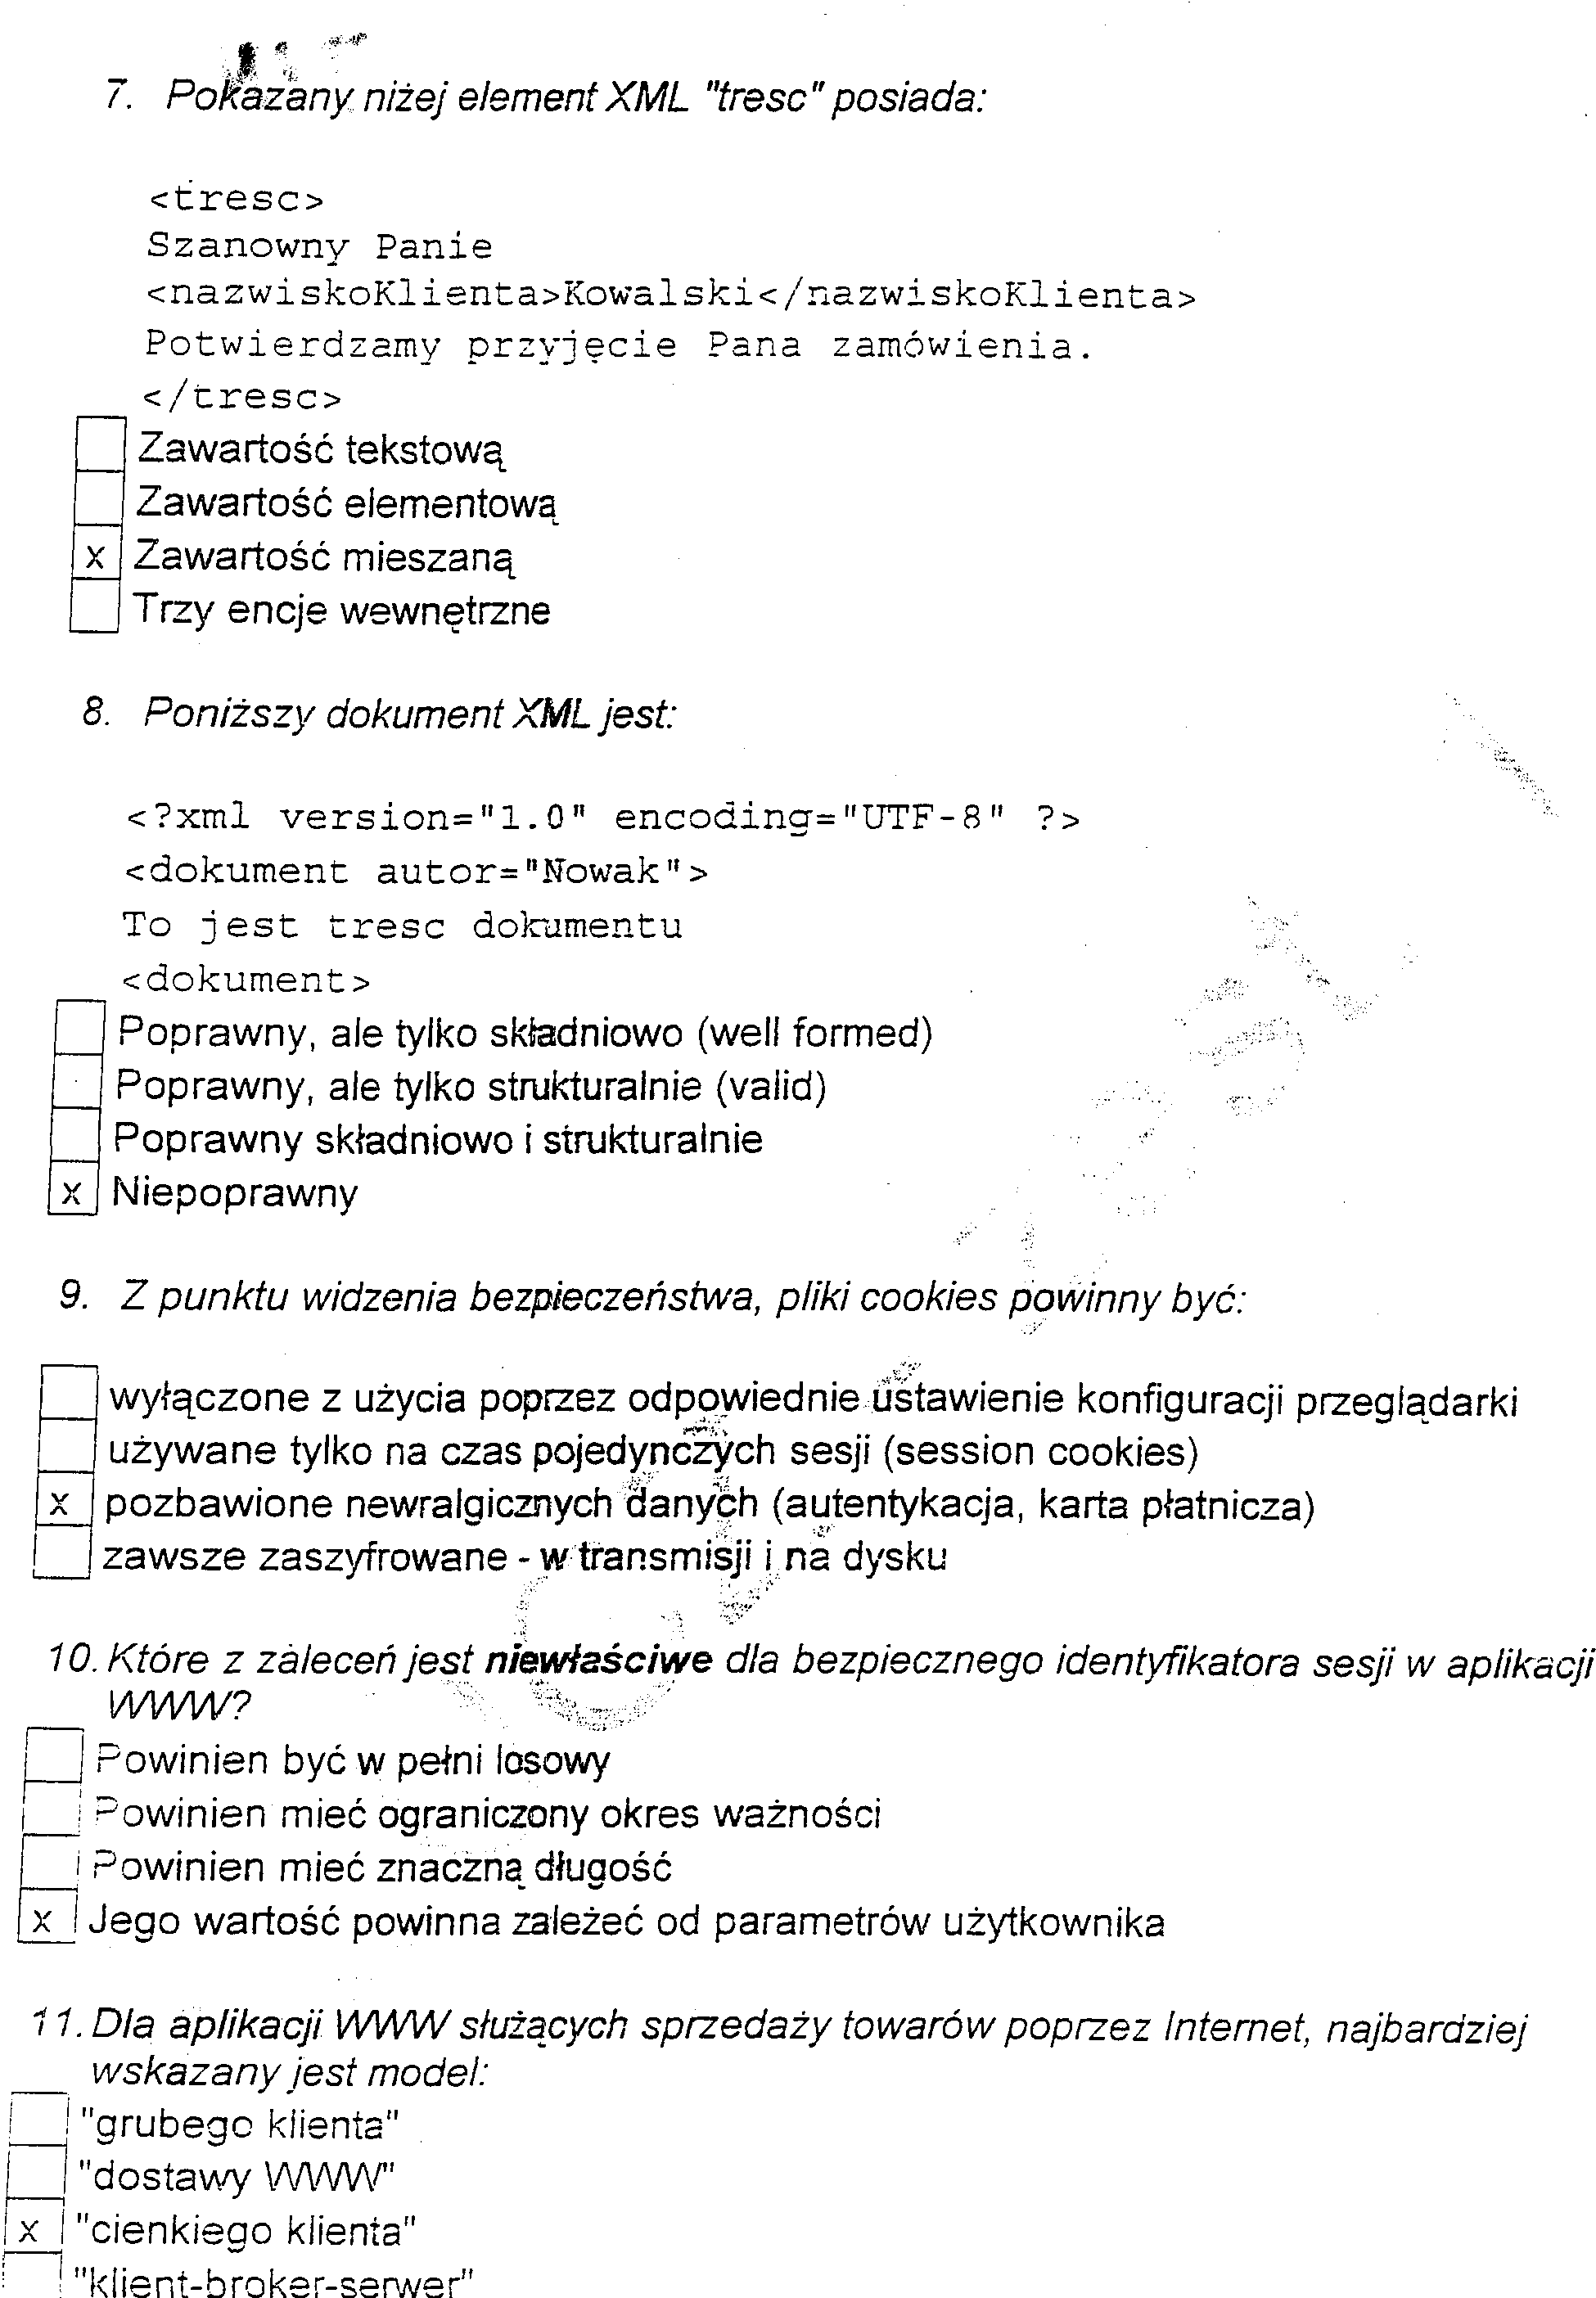 7. Pokazany niżej element XML "tresc" posiada:
<tresc>
Szanowny Panie
<nazwiskoKlienta>Kowalski</nazwiskoKlienta>
Potwierdzamy przyjęcie Pana zamówienia.
</tresc>
Zawartość tekstową
Zawartość elementową
x Zawartość mieszaną
Trzy encje wewnętrzne
8. Poniższy dokument XML jest:
<?xml version="1.0" encoding="UTF-8" ?>
<dokument autor="Nowak">
To jest tresc dokumentu
<dokument>
Poprawny, ale tylko składniowo (well formed)
Poprawny, ale tylko strukturalnie (valid)
Poprawny składniowo i strukturalnie
x Niepoprawny
9. Z punktu widzenia bezpieczeństwa, pliki cookies powinny być:
wyłączone z użycia poprzez odpowiednie ustawienie konfiguracji przeglądarki
używane tylko na czas pojedynczych sesji (session cookies)
x pozbawione newralgicznych danych (autentykacja, karta płatnicza)
zawsze zaszyfrowane - w transmisji i na dysku
10. Które z zaleceń jest niewłaściwe dla bezpiecznego identyfikatora sesji w aplikacji
WWW?
Powinien być w pełni losowy
Powinien mieć ograniczony okres ważności
Powinien mieć znaczną długość
x Jego wartość powinna zależeć od parametrów użytkownika
11. Dla aplikacji WWW służących sprzedaży towarów poprzez Internet, najbardziej
wskazany jest model:
"grubego klienta"
"dostawy WWW"
x "cienkiego klienta"
"klient-broker-serwer"